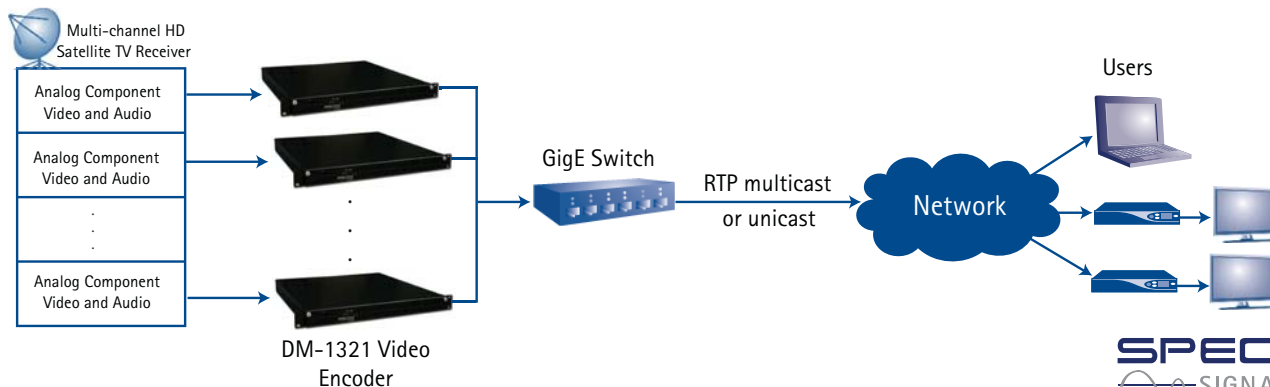 Multi-channel HD
Satellite TV Receiver
Analog Component
Video and Audio
Analog Component
Video and Audio
.
.
.
Analog Component
Video and Audio
DM-1321 Video
Encoder
GigE Switch
RTP multicast
or unicast
Network
Users
SPEC
SIGNA